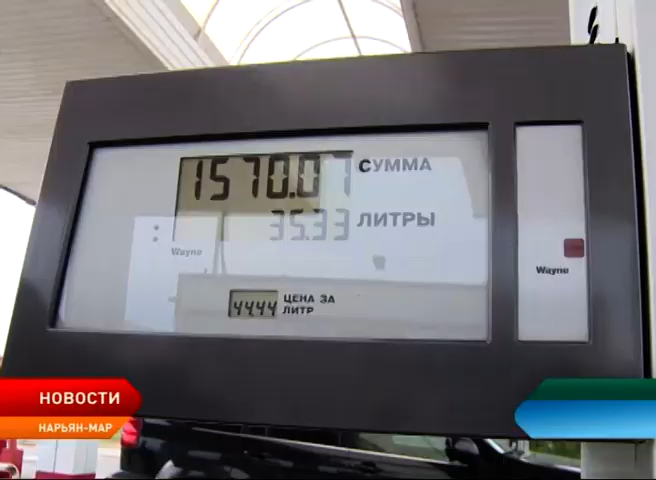 1570.07 СУММА
35.33 ЛИТРЫ
Wayne
Wayne
44.44 ЦЕНА ЗА
ЛИТР
НОВОСТИ
НАРЬЯН-МАР